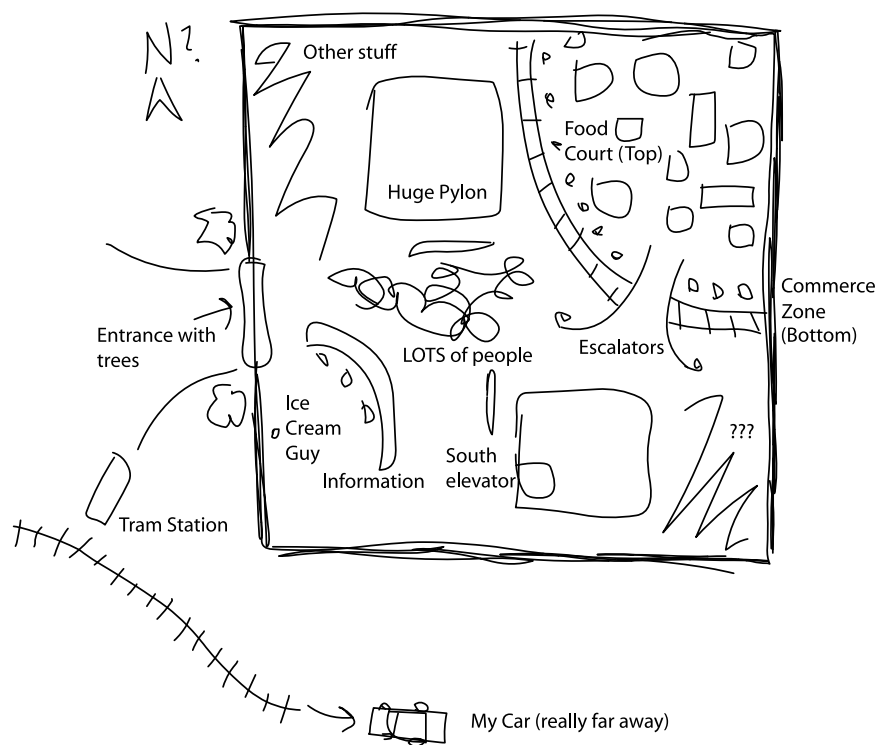 N?
Other stuff
Food
Court (Top)
Huge Pylon
Commerce
Zone
(Bottom)
Entrance with
trees
LOTS of people
Escalators
Ice
Cream
Guy
Information
South
elevator
???
Tram Station
My Car (really far away)